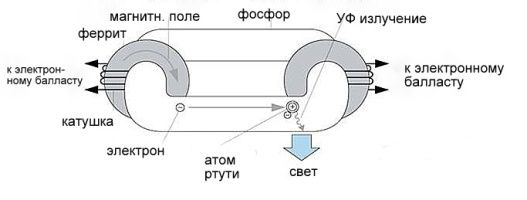 магнитн. поле
фосфор
УФ излучение
феррит
к электрон-
ному балласту
к электронному
балласту
катушка
электрон
атом
ртути
свет